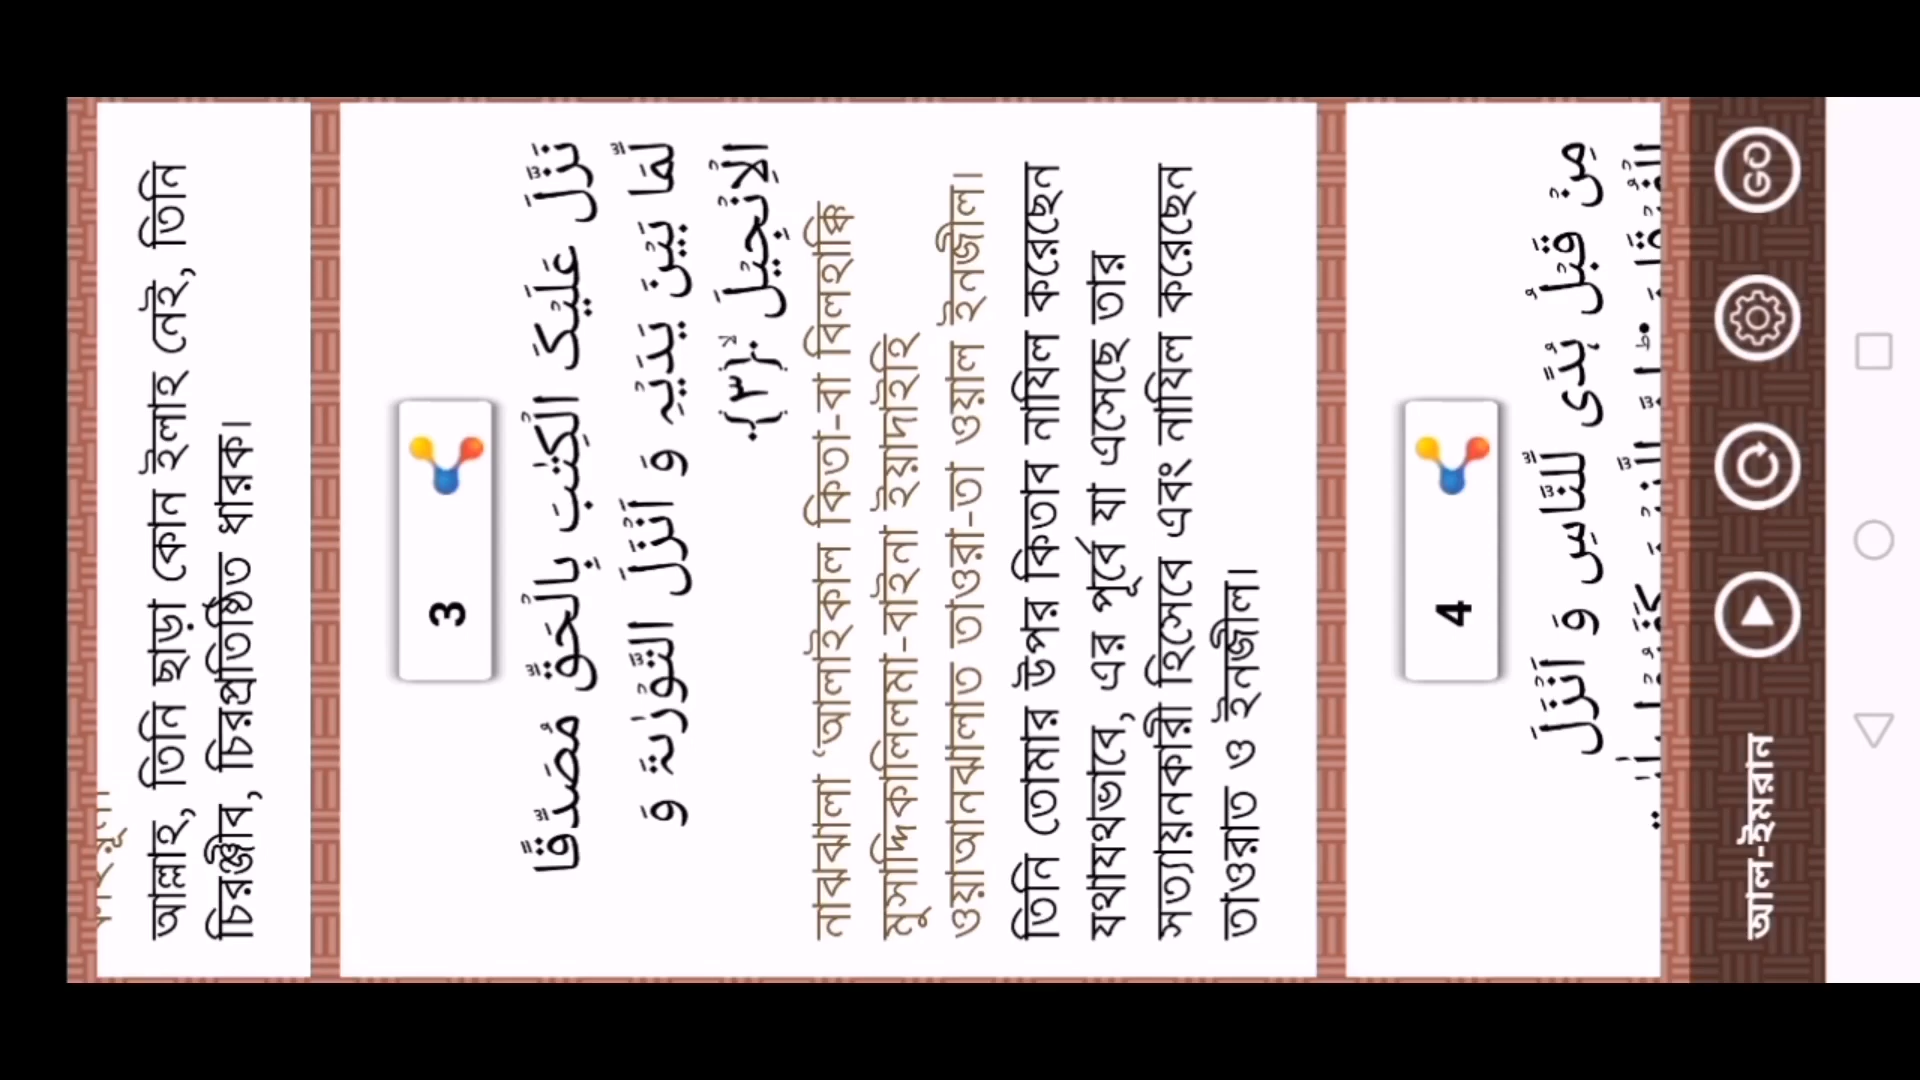 আল্লাহ, তিনি ছাড়া কোন ইলাহ নেই, তিনি
চিরঞ্জীব, চিরপ্রতিষ্ঠিত ধারক।
3
نَزَّلَ عَلَیۡکَ الۡکِتٰبَ بِالۡحَقِّ مُصَدِّقًا
لِّمَا بَیۡنَ یَدَیۡہِ وَ اَنۡزَلَ التَّوۡرٰىۃَ وَ
الۡاِنۡجِیۡلَ ۙ﴿۳﴾
নাঝঝালা ‘আলাইকাল কিতা-বা বিলহাক্কি
মুসাদ্দিকালিলমা-বাইনা ইয়াদাইহি
ওয়াআনঝালাত তাওরা-তা ওয়াল ইনজীল।
তিনি তোমার উপর কিতাব নাযিল করেছেন
যথাযথভাবে, এর পূর্বে যা এসেছে তার
সত্যায়নকারী হিসেবে এবং নাযিল করেছেন
তাওরাত ও ইনজীল।
4
مِنۡ قَبۡلُ ہُدًی لِّلنَّاسِ وَ اَنۡزَلَ
আল-ইমরান
GO